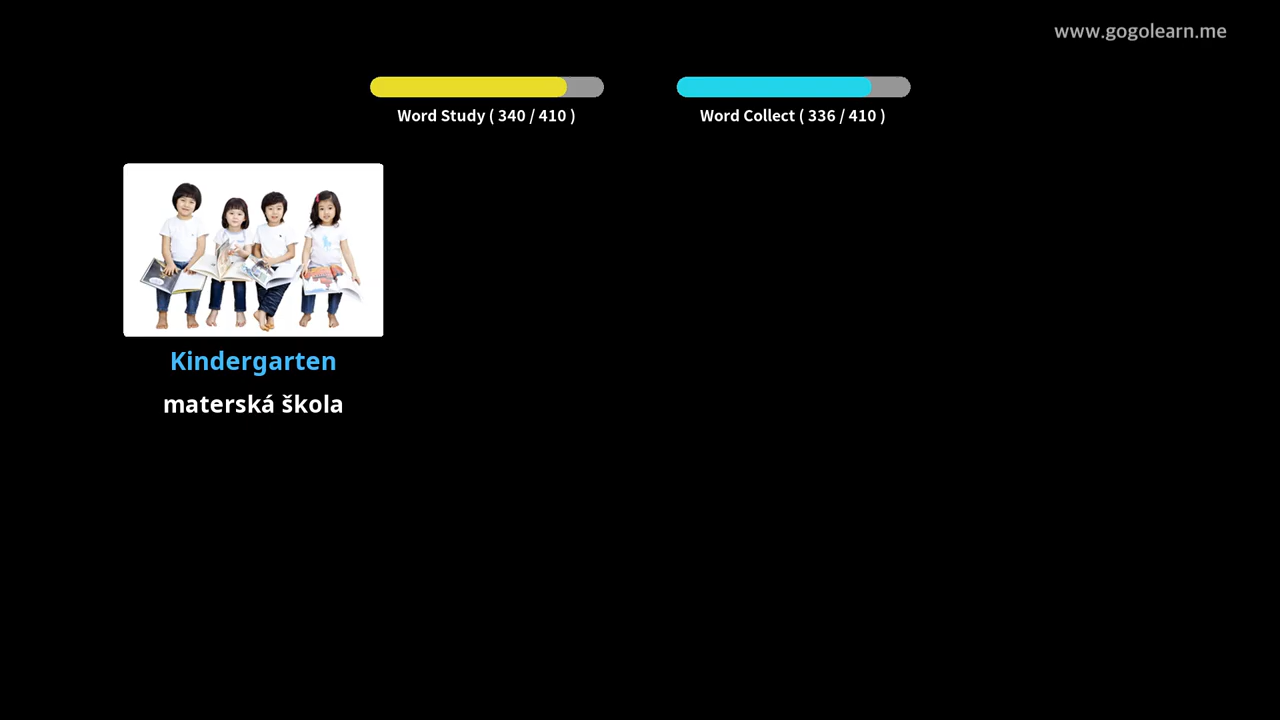 www.gogolearn.me
Word Study ( 340 / 410 )
Word Collect ( 336 / 410 )
Kindergarten
materská škola